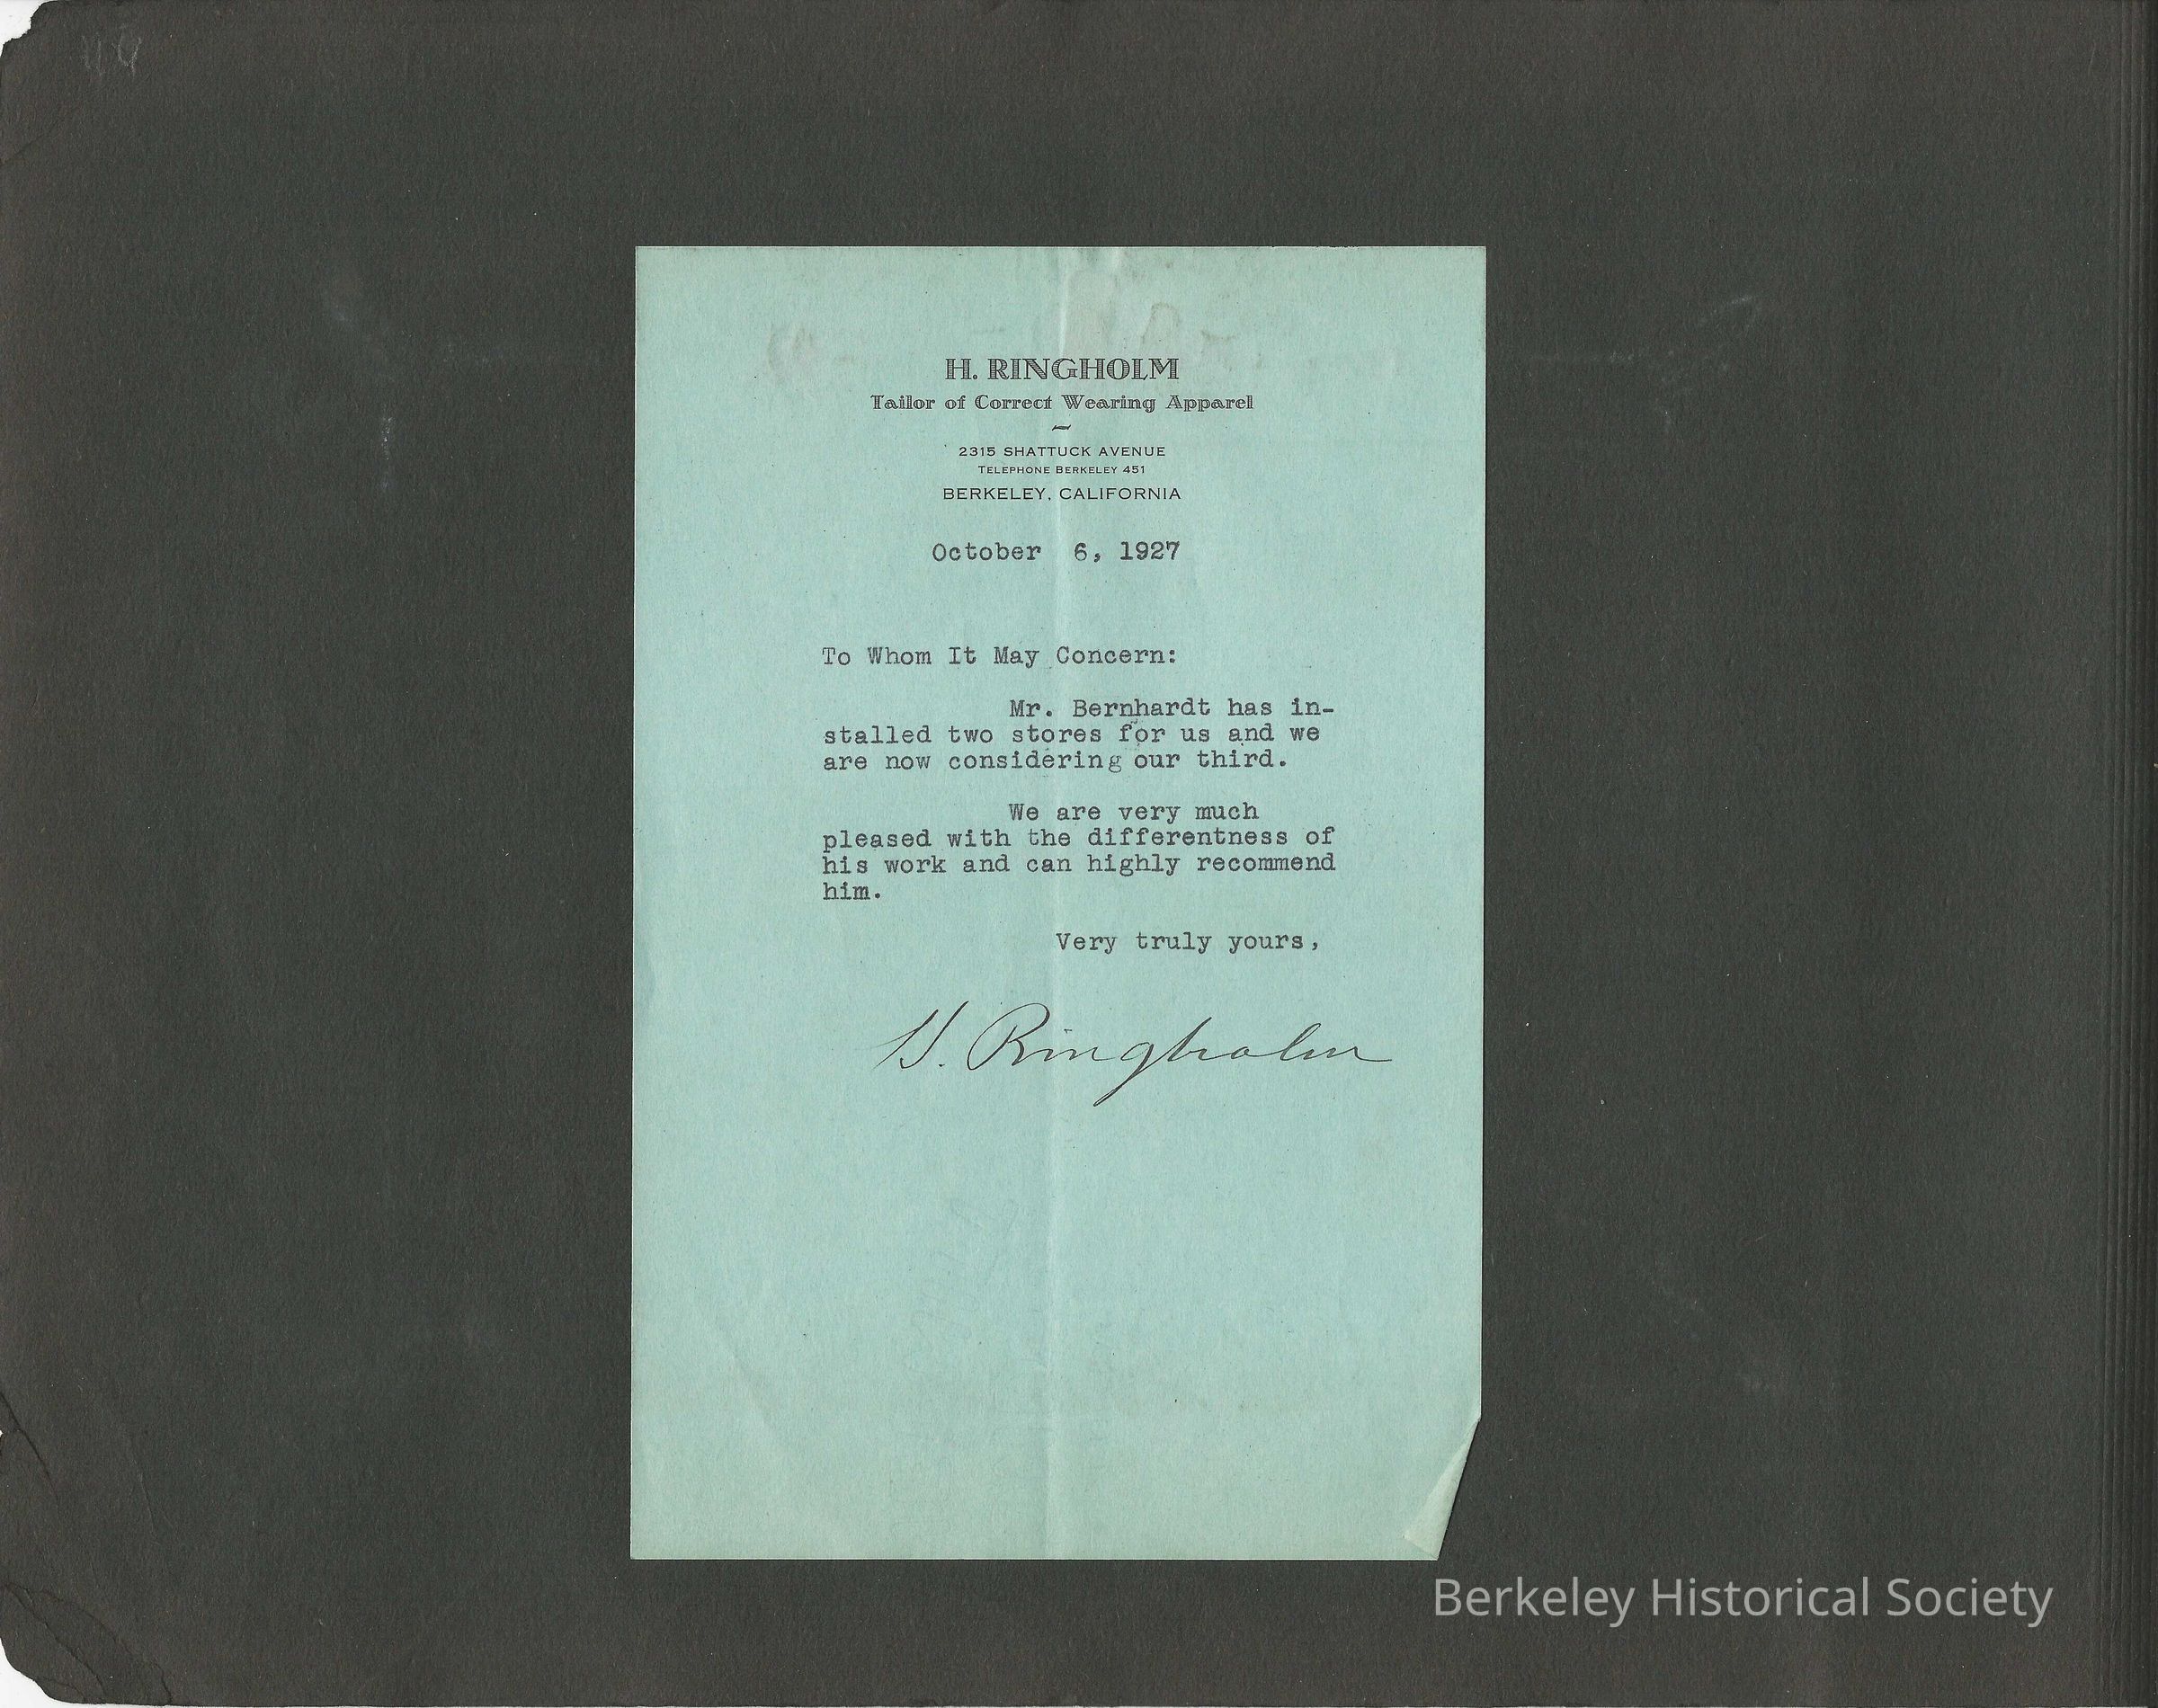 H. RINGHOLM
Tailor of Correct Wearing Apparel
2315 SHATTUCK AVENUE
TELEPHONE BERKELEY 451
BERKELEY, CALIFORNIA
October 6, 1927
To Whom It May Concern:
Mr. Bernhardt has in-
stalled two stores for us and we
are now considering our third.
We are very much
pleased with the differentness of
his work and can highly recommend
him.
Very truly yours,
H. Ringholm
Berkeley Historical Society